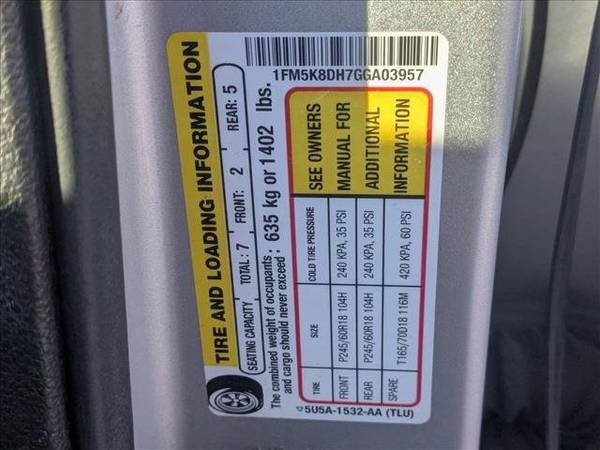 TIRE AND LOADING INFORMATION
SEATING CAPACITY TOTAL : 7 FRONT: 2 REAR: 5
The combined weight of occupants and cargo should never exceed : 635 kg or 1402 lbs.
TIRE SIZE COLD TIRE PRESSURE SEE OWNERS
FRONT P245/60R18 104H 240 KPA, 35 PSI MANUAL FOR
REAR P245/60R18 104H 240 KPA, 35 PSI ADDITIONAL
SPARE T165/70D18 116M 420 KPA, 60 PSI INFORMATION
5U5A-1532-AA (TLU)
1FM5K8DH7GGA03957